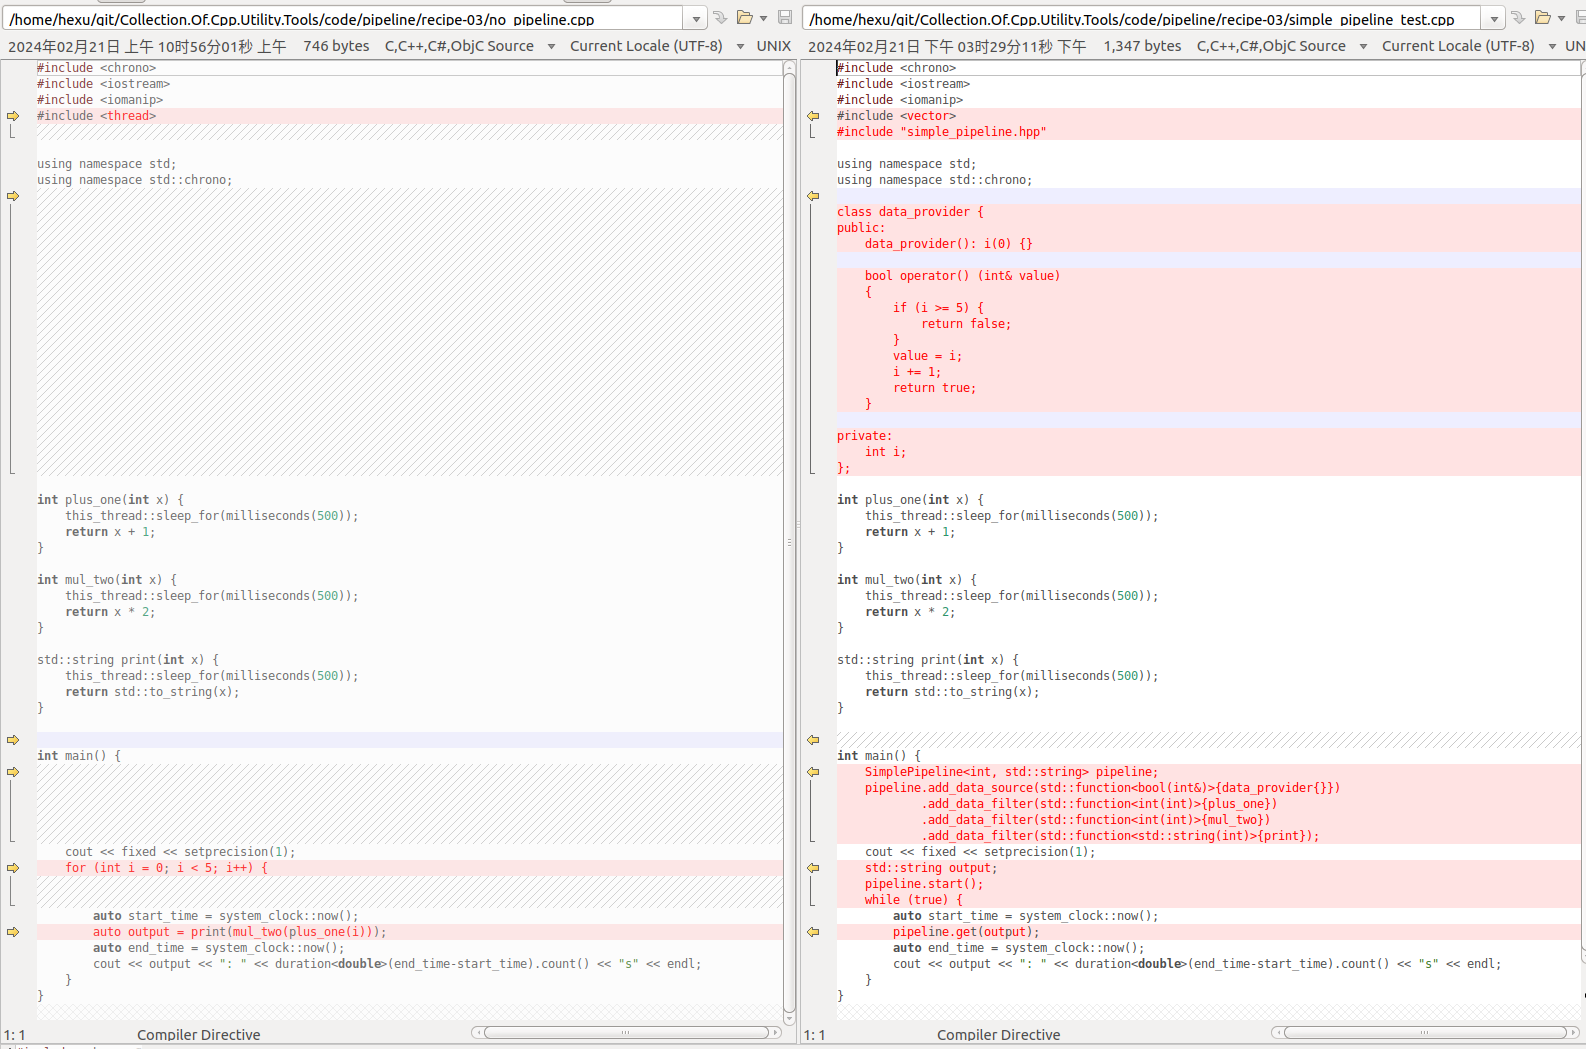 /home/hexu/git/Collection.Of.Cpp.Utility.Tools/code/pipeline/recipe-03/no_pipeline.cpp
2024年02月21日 上午 10时56分01秒 上午 746 bytes C,C++,C#,ObjC Source Current Locale (UTF-8) UNIX
#include <chrono>
#include <iostream>
#include <iomanip>
#include <thread>
using namespace std;
using namespace std::chrono;
int plus_one(int x) {
    this_thread::sleep_for(milliseconds(500));
    return x + 1;
}
int mul_two(int x) {
    this_thread::sleep_for(milliseconds(500));
    return x * 2;
}
std::string print(int x) {
    this_thread::sleep_for(milliseconds(500));
    return std::to_string(x);
}
int main() {
    cout << fixed << setprecision(1);
    for (int i = 0; i < 5; i++) {
        auto start_time = system_clock::now();
        auto output = print(mul_two(plus_one(i)));
        auto end_time = system_clock::now();
        cout << output << ": " << duration<double>(end_time-start_time).count() << "s" << endl;
    }
}
1: 1 Compiler Directive
/home/hexu/git/Collection.Of.Cpp.Utility.Tools/code/pipeline/recipe-03/simple_pipeline_test.cpp
2024年02月21日 下午 03时29分11秒 下午 1,347 bytes C,C++,C#,ObjC Source Current Locale (UTF-8) UN
#include <chrono>
#include <iostream>
#include <iomanip>
#include <vector>
#include "simple_pipeline.hpp"
using namespace std;
using namespace std::chrono;
class data_provider {
public:
    data_provider(): i(0) {}
    bool operator() (int& value)
    {
        if (i >= 5) {
            return false;
        }
        value = i;
        i += 1;
        return true;
    }
private:
    int i;
};
int plus_one(int x) {
    this_thread::sleep_for(milliseconds(500));
    return x + 1;
}
int mul_two(int x) {
    this_thread::sleep_for(milliseconds(500));
    return x * 2;
}
std::string print(int x) {
    this_thread::sleep_for(milliseconds(500));
    return std::to_string(x);
}
int main() {
    SimplePipeline<int, std::string> pipeline;
    pipeline.add_data_source(std::function<bool(int&)>{data_provider{}})
            .add_data_filter(std::function<int(int)>{plus_one})
            .add_data_filter(std::function<int(int)>{mul_two})
            .add_data_filter(std::function<std::string(int)>{print});
    cout << fixed << setprecision(1);
    std::string output;
    pipeline.start();
    while (true) {
        auto start_time = system_clock::now();
        pipeline.get(output);
        auto end_time = system_clock::now();
        cout << output << ": " << duration<double>(end_time-start_time).count() << "s" << endl;
    }
}
1: 1 Compiler Directive